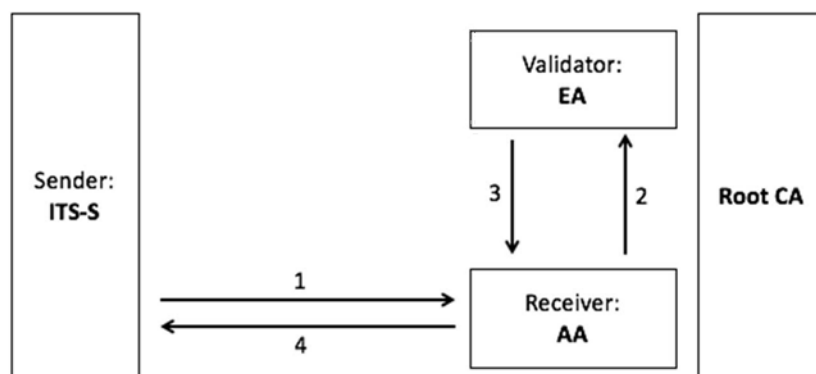 Validator:
EA
Sender:
ITS-S
3
2
Root CA
1
Receiver:
AA
4